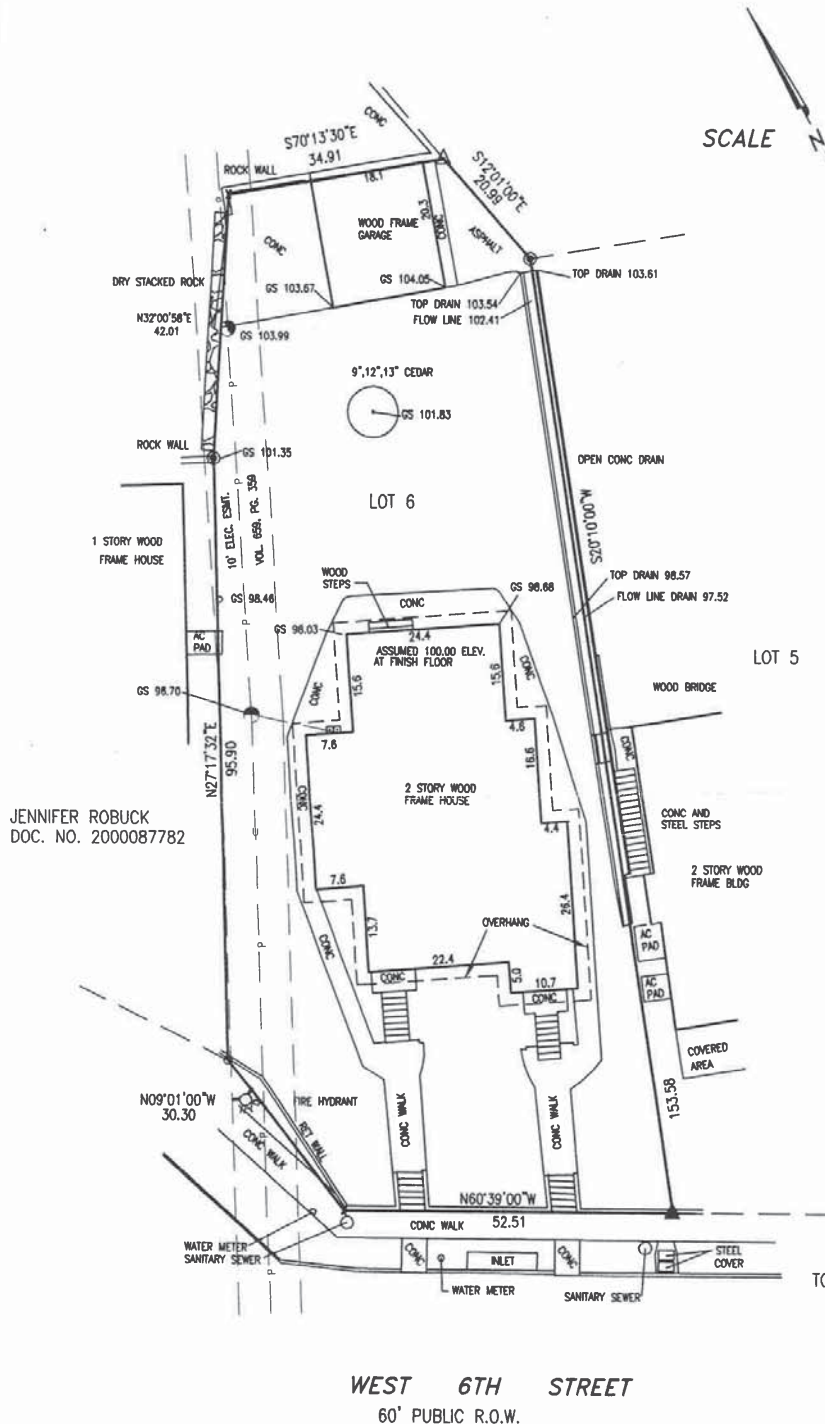 SCALE
N
CONC
S70°13'30"E
34.91
ROCK WALL
18.1
S12°01'00"E
20.99
CONC
WOOD FRAME
GARAGE
20.3
CONC
ASPHALT
DRY STACKED ROCK
GS 103.67
GS 104.05
TOP DRAIN 103.61
TOP DRAIN 103.54
FLOW LINE 102.41
N32°00'58"E
42.01
GS 103.99
P
9",12",13" CEDAR
GS 101.83
ROCK WALL
GS 101.35
P
OPEN CONC DRAIN
LOT 6
10' ELEC. ESMT.
VOL. 659, PG. 359
S20°10'00"W
1 STORY WOOD
FRAME HOUSE
WOOD
STEPS
CONC
GS 98.68
TOP DRAIN 98.57
FLOW LINE DRAIN 97.52
GS 98.46
GS 98.03
24.4
ASSUMED 100.00 ELEV.
AT FINISH FLOOR
AC
PAD
P
CONC
LOT 5
CONC
15.6
15.6
WOOD BRIDGE
GS 98.70
7.6
4.6
16.6
CONC
N27°17'32"E
95.90
2 STORY WOOD
FRAME HOUSE
CONC
24.4
4.4
CONC AND
STEEL STEPS
JENNIFER ROBUCK
DOC. NO. 2000087782
2 STORY WOOD
FRAME BLDG
7.6
26.4
13.7
OVERHANG
CONC
P
AC
PAD
22.4
5.0
CONC
10.7
CONC
AC
PAD
COVERED
AREA
N09°01'00"W
30.30
FIRE HYDRANT
P
CONC WALK
RET WALL
CONC WALK
CONC WALK
153.58
N60°39'00"W
52.51
CONC WALK
WATER METER
SANITARY SEWER
CONC
INLET
CONC
STEEL
COVER
P
WATER METER
SANITARY SEWER
TO
WEST 6TH STREET
60' PUBLIC R.O.W.